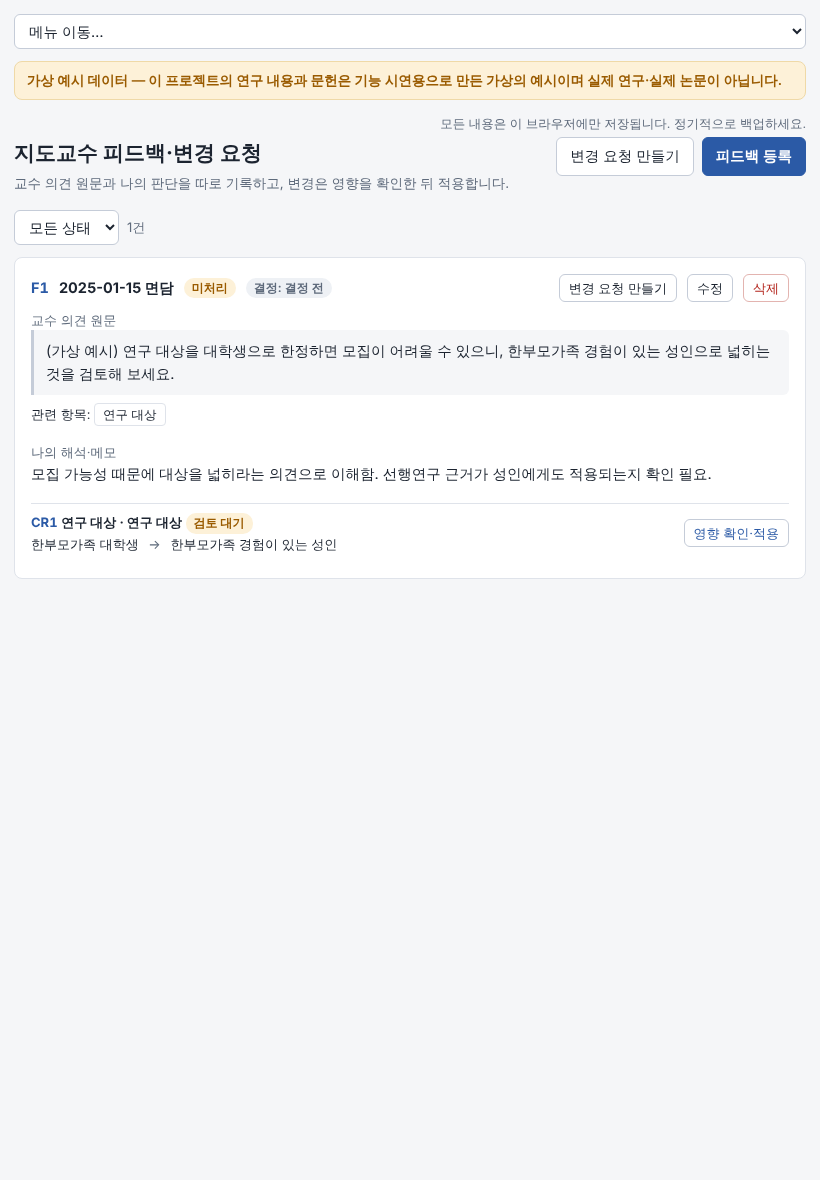 메뉴 이동...
가상 예시 데이터 — 이 프로젝트의 연구 내용과 문헌은 기능 시연용으로 만든 가상의 예시이며 실제 연구·실제 논문이 아닙니다.
모든 내용은 이 브라우저에만 저장됩니다. 정기적으로 백업하세요.
지도교수 피드백·변경 요청
변경 요청 만들기
피드백 등록
교수 의견 원문과 나의 판단을 따로 기록하고, 변경은 영향을 확인한 뒤 적용합니다.
모든 상태
1건
F1 2025-01-15 면담 미처리 결정: 결정 전
변경 요청 만들기
수정
삭제
교수 의견 원문
(가상 예시) 연구 대상을 대학생으로 한정하면 모집이 어려울 수 있으니, 한부모가족 경험이 있는 성인으로 넓히는
것을 검토해 보세요.
관련 항목: 연구 대상
나의 해석·메모
모집 가능성 때문에 대상을 넓히라는 의견으로 이해함. 선행연구 근거가 성인에게도 적용되는지 확인 필요.
CR1 연구 대상 · 연구 대상 검토 대기
한부모가족 대학생 → 한부모가족 경험이 있는 성인
영향 확인·적용